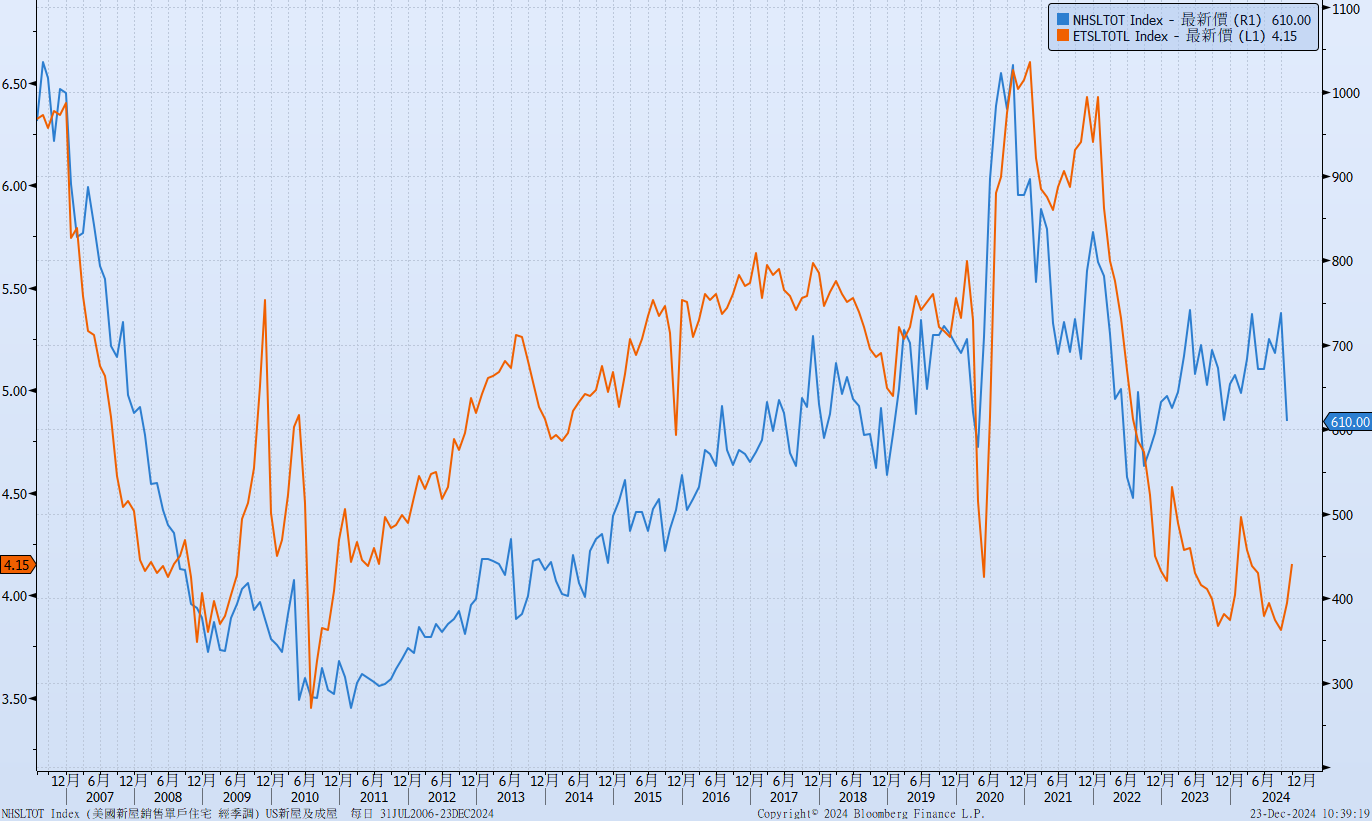 NHSLTOT Index - 最新價 (R1) 610.00
ETSLTOTL Index - 最新價 (L1) 4.15
1100
1000
900
800
700
600
500
400
300
610.00
6.50
6.00
5.50
5.00
4.50
4.00
3.50
4.15
12月 6月 12月 6月 12月 6月 12月 6月 12月 6月 12月 6月 12月 6月 12月 6月 12月 6月 12月 6月 12月 6月 12月 6月 12月 6月 12月 6月 12月 6月 12月 6月 12月 6月 12月 6月 12月
2007 2008 2009 2010 2011 2012 2013 2014 2015 2016 2017 2018 2019 2020 2021 2022 2023 2024
NHSLTOT Index (美國新屋銷售單戶住宅 經季調) US新屋及成屋 每日 31JUL2006-23DEC2024
Copyright© 2024 Bloomberg Finance L.P.
23-Dec-2024 10:39:19